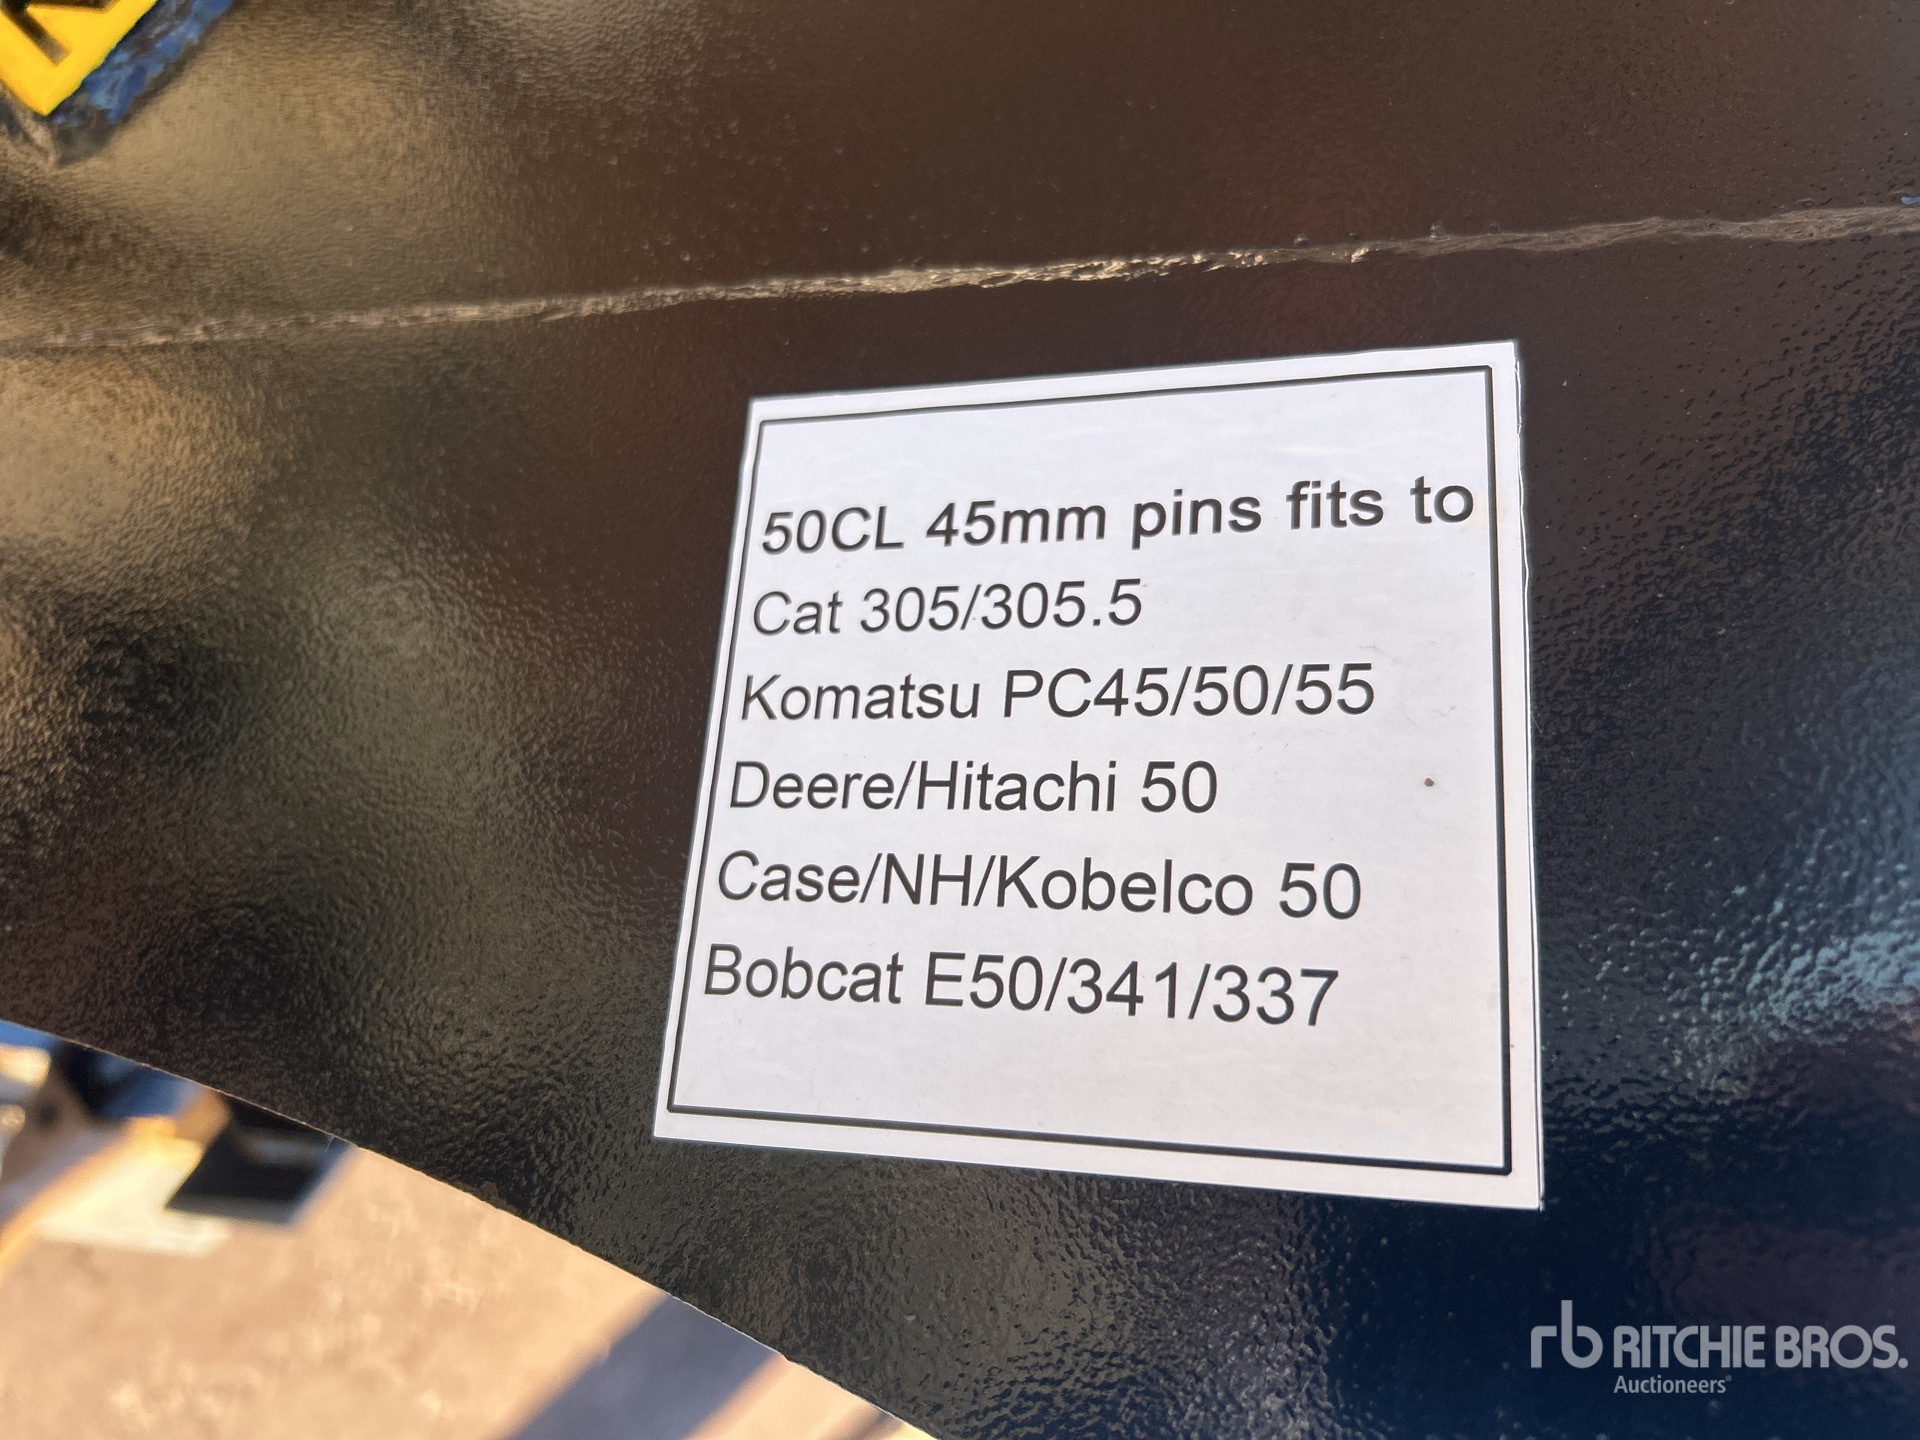 50CL 45mm pins fits to
Cat 305/305.5
Komatsu PC45/50/55
Deere/Hitachi 50
Case/NH/Kobelco 50
Bobcat E50/341/337
rb RITCHIE BROS.
Auctioneers®